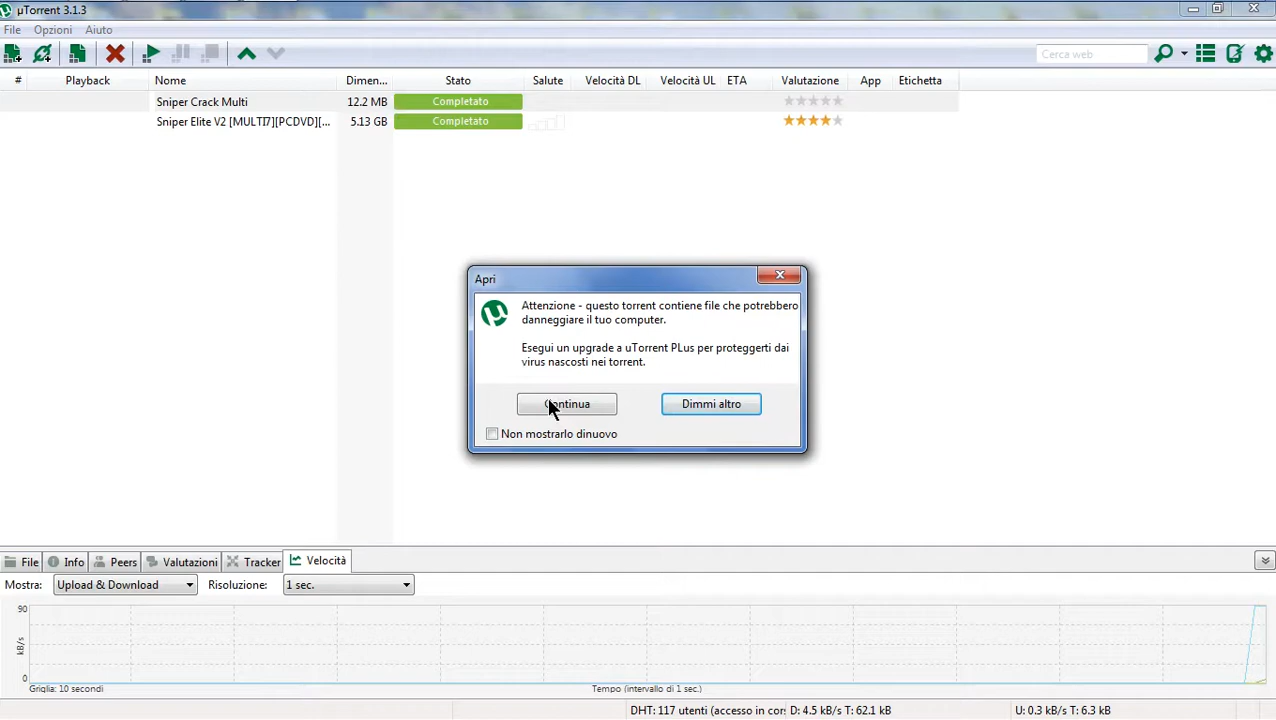 µTorrent 3.1.3
File Opzioni Aiuto
Cerca web
# Playback Nome Dimen... Stato Salute Velocità DL Velocità UL ETA Valutazione App Etichetta
Sniper Crack Multi 12.2 MB Completato
Sniper Elite V2 [MULTI7][PCDVD][... 5.13 GB Completato
Apri
Attenzione - questo torrent contiene file che potrebbero
danneggiare il tuo computer.
Esegui un upgrade a uTorrent PLus per proteggerti dai
virus nascosti nei torrent.
Continua Dimmi altro
Non mostrarlo dinuovo
File Info Peers Valutazioni Tracker Velocità
Mostra: Upload & Download Risoluzione: 1 sec.
90
kB/s
0
Griglia: 10 secondi Tempo (intervallo di 1 sec.)
DHT: 117 utenti (accesso in cors D: 4.5 kB/s T: 62.1 kB U: 0.3 kB/s T: 6.3 kB